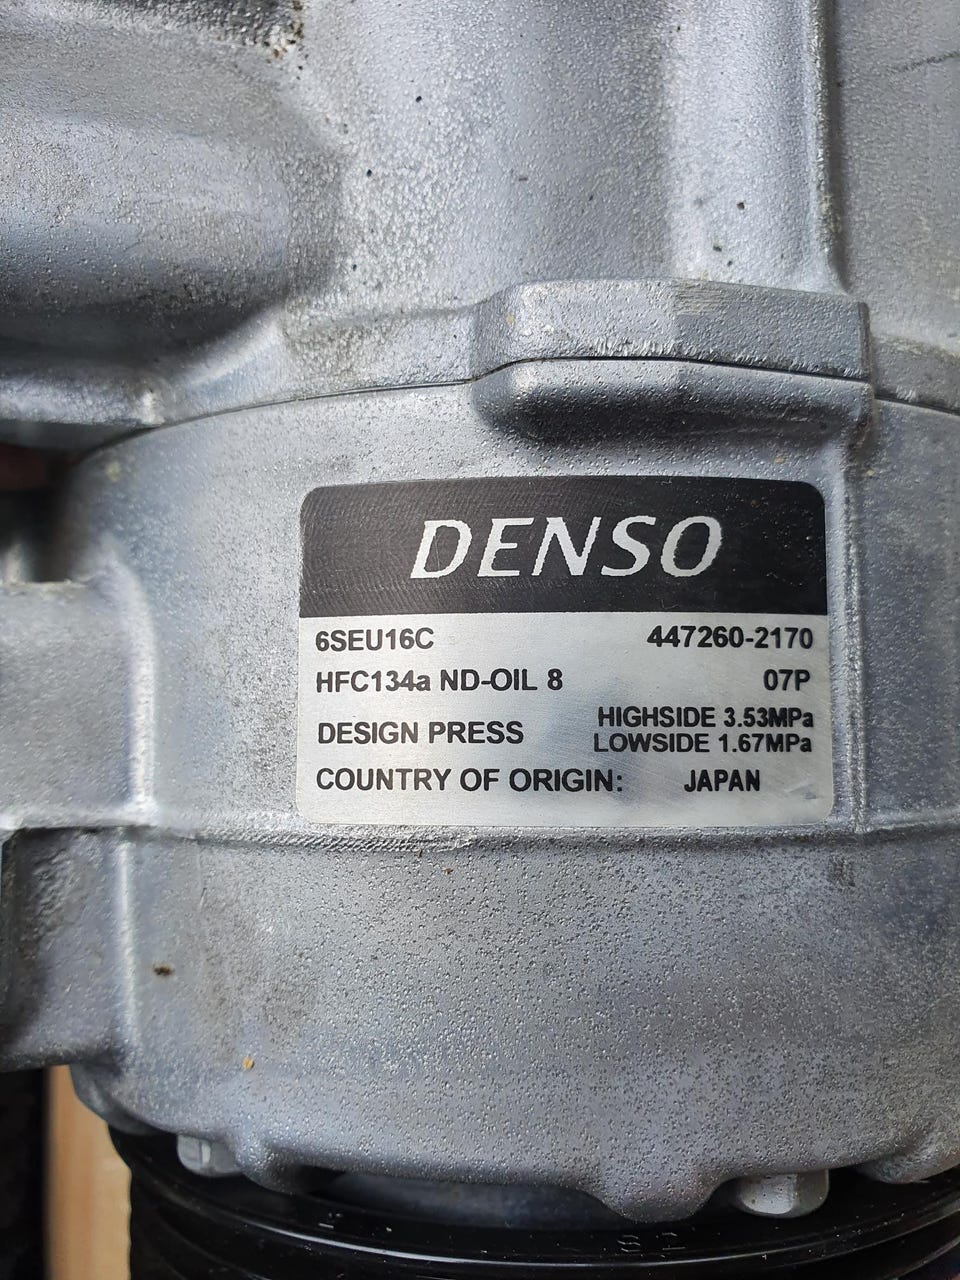 DENSO
6SEU16C 447260-2170
HFC134a ND-OIL 8 07P
DESIGN PRESS HIGHSIDE 3.53MPa
LOWSIDE 1.67MPa
COUNTRY OF ORIGIN: JAPAN